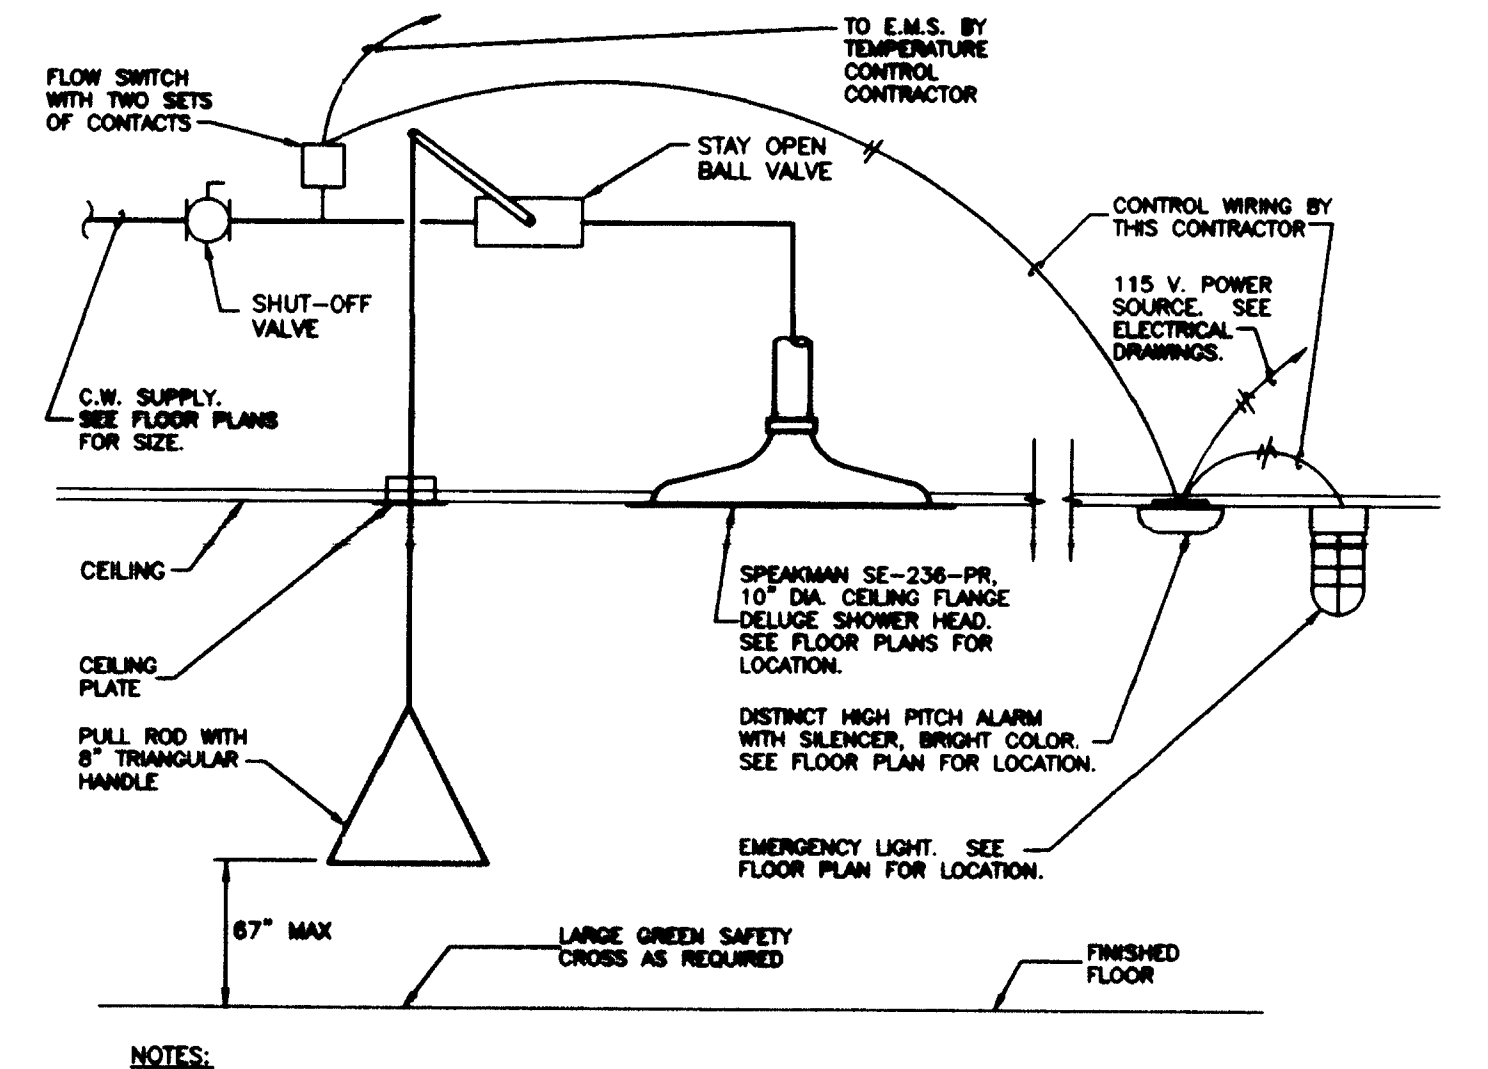 TO E.M.S. BY
TEMPERATURE
CONTROL
CONTRACTOR
FLOW SWITCH
WITH TWO SETS
OF CONTACTS
STAY OPEN
BALL VALVE
CONTROL WIRING BY
THIS CONTRACTOR
115 V. POWER
SOURCE. SEE
ELECTRICAL
DRAWINGS.
SHUT-OFF
VALVE
C.W. SUPPLY.
SEE FLOOR PLANS
FOR SIZE.
CEILING
SPEAKMAN SE-236-PR,
10" DIA. CEILING FLANGE
DELUGE SHOWER HEAD.
SEE FLOOR PLANS FOR
LOCATION.
CEILING
PLATE
DISTINCT HIGH PITCH ALARM
WITH SILENCER, BRIGHT COLOR.
SEE FLOOR PLAN FOR LOCATION.
PULL ROD WITH
8" TRIANGULAR
HANDLE
EMERGENCY LIGHT. SEE
FLOOR PLAN FOR LOCATION.
67" MAX
LARGE GREEN SAFETY
CROSS AS REQUIRED
FINISHED
FLOOR
NOTES: